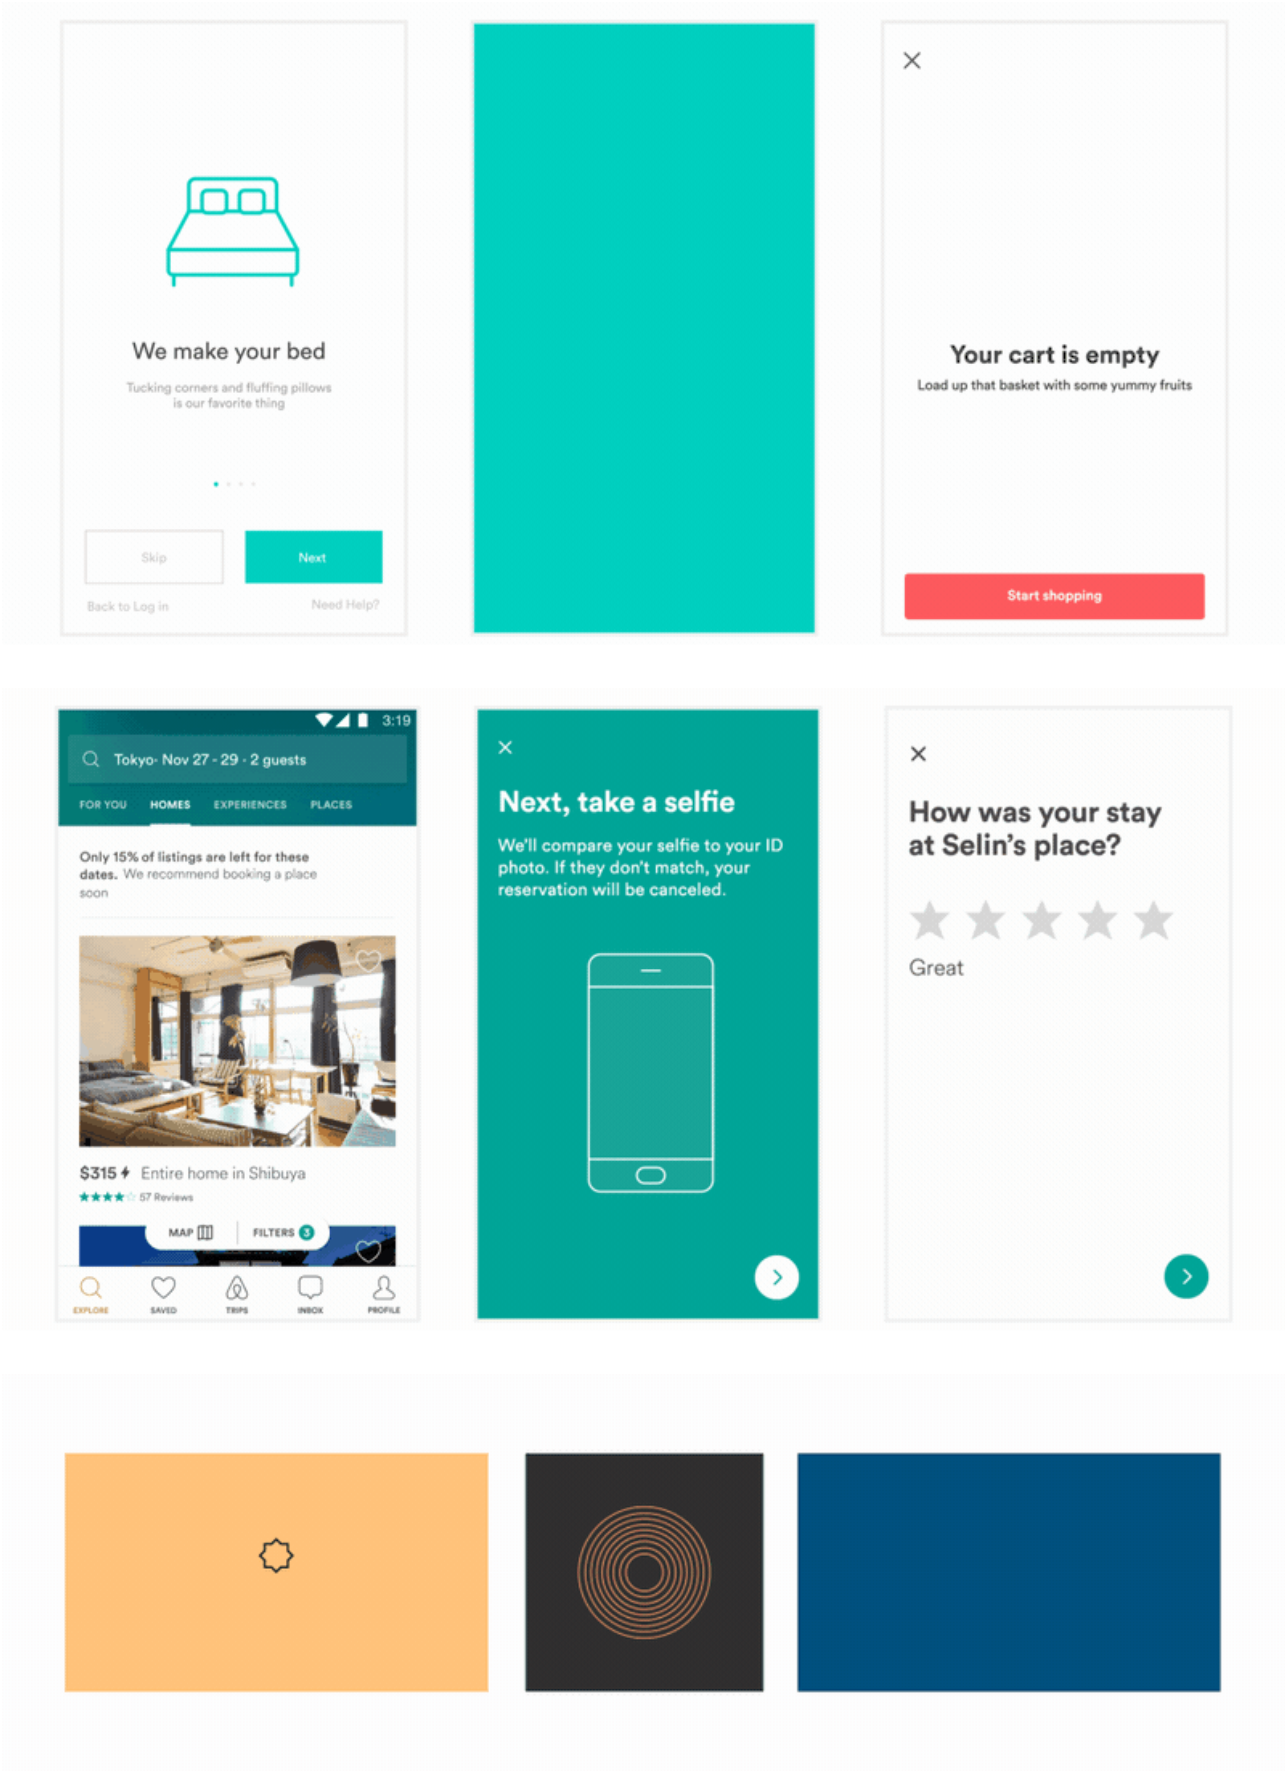 We make your bed
Tucking corners and fluffing pillows
is our favorite thing
Skip
Next
Back to Log in
Need Help?
Your cart is empty
Load up that basket with some yummy fruits
Start shopping
3:19
Tokyo· Nov 27 - 29 · 2 guests
FOR YOU HOMES EXPERIENCES PLACES
Only 15% of listings are left for these
dates. We recommend booking a place
soon
$315 Entire home in Shibuya
57 Reviews
MAP FILTERS 3
EXPLORE SAVED TRIPS INBOX PROFILE
Next, take a selfie
We'll compare your selfie to your ID
photo. If they don't match, your
reservation will be canceled.
How was your stay
at Selin's place?
Great